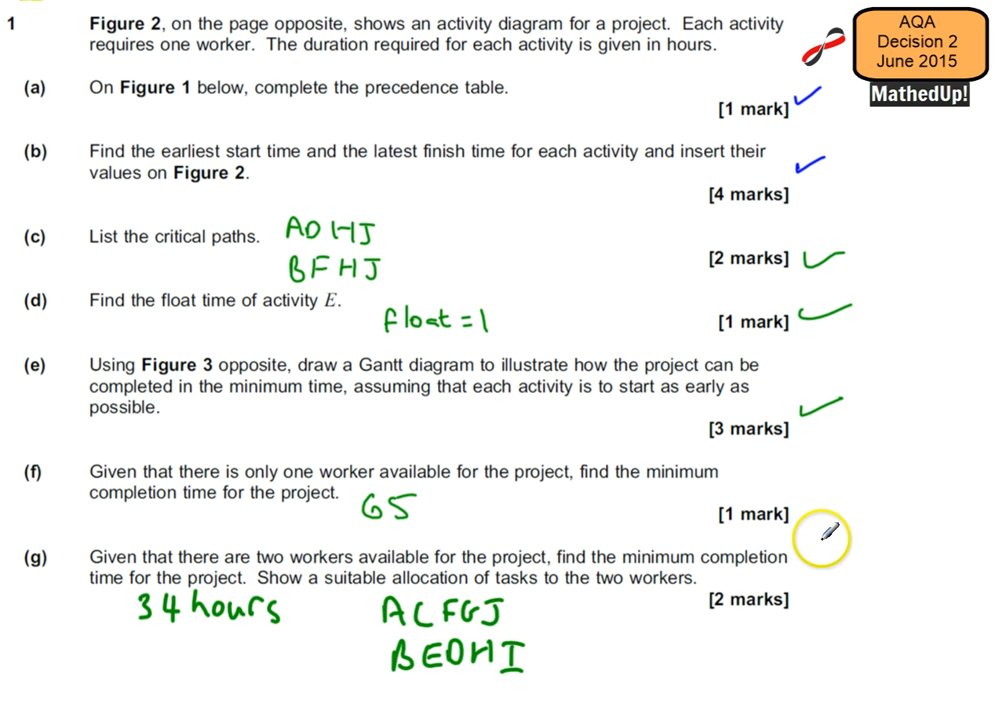 1 Figure 2, on the page opposite, shows an activity diagram for a project. Each activity
requires one worker. The duration required for each activity is given in hours.
AQA
Decision 2
June 2015
MathedUp!
(a) On Figure 1 below, complete the precedence table.
[1 mark]
(b) Find the earliest start time and the latest finish time for each activity and insert their
values on Figure 2.
[4 marks]
(c) List the critical paths. ADHJ
BFHJ
[2 marks]
(d) Find the float time of activity E.
float = 1
[1 mark]
(e) Using Figure 3 opposite, draw a Gantt diagram to illustrate how the project can be
completed in the minimum time, assuming that each activity is to start as early as
possible.
[3 marks]
(f) Given that there is only one worker available for the project, find the minimum
completion time for the project. 65
[1 mark]
(g) Given that there are two workers available for the project, find the minimum completion
time for the project. Show a suitable allocation of tasks to the two workers.
[2 marks]
34 hours ACFGJ
BEDHI